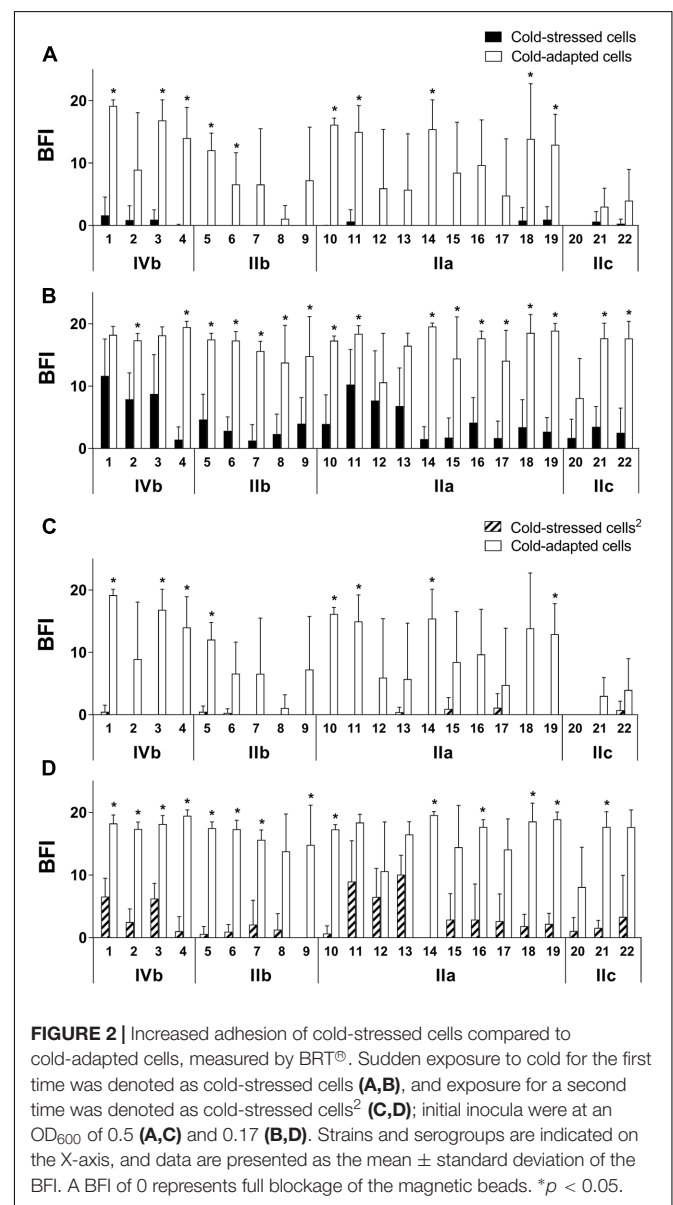 A
Cold-stressed cells
Cold-adapted cells
BFI
20
10
0
* * * * * * * * * * *
1 2 3 4 5 6 7 8 9 10 11 12 13 14 15 16 17 18 19 20 21 22
IVb IIb IIa IIc
B
BFI
20
10
0
* * * * * * * * * * * * * * * * *
1 2 3 4 5 6 7 8 9 10 11 12 13 14 15 16 17 18 19 20 21 22
IVb IIb IIa IIc
C
Cold-stressed cells²
Cold-adapted cells
BFI
20
10
0
* * * * * * * *
1 2 3 4 5 6 7 8 9 10 11 12 13 14 15 16 17 18 19 20 21 22
IVb IIb IIa IIc
D
BFI
20
10
0
* * * * * * * * * * * * * *
1 2 3 4 5 6 7 8 9 10 11 12 13 14 15 16 17 18 19 20 21 22
IVb IIb IIa IIc
FIGURE 2 | Increased adhesion of cold-stressed cells compared to
cold-adapted cells, measured by BRT®. Sudden exposure to cold for the first
time was denoted as cold-stressed cells (A,B), and exposure for a second
time was denoted as cold-stressed cells² (C,D); initial inocula were at an
OD₆₀₀ of 0.5 (A,C) and 0.17 (B,D). Strains and serogroups are indicated on
the X-axis, and data are presented as the mean ± standard deviation of the
BFI. A BFI of 0 represents full blockage of the magnetic beads. *p < 0.05.